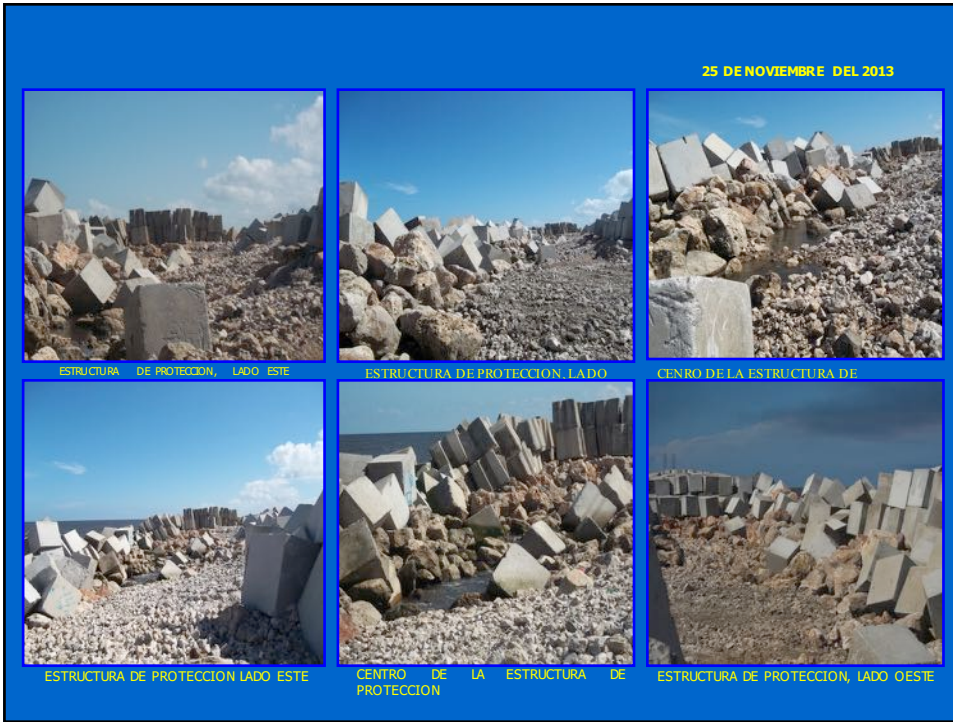 25 DE NOVIEMBRE DEL 2013
ESTRUCTURA DE PROTECCION, LADO ESTE
ESTRUCTURA DE PROTECCION, LADO
CENRO DE LA ESTRUCTURA DE
ESTRUCTURA DE PROTECCION LADO ESTE
CENTRO DE LA ESTRUCTURA DE
PROTECCION
ESTRUCTURA DE PROTECCION, LADO OESTE